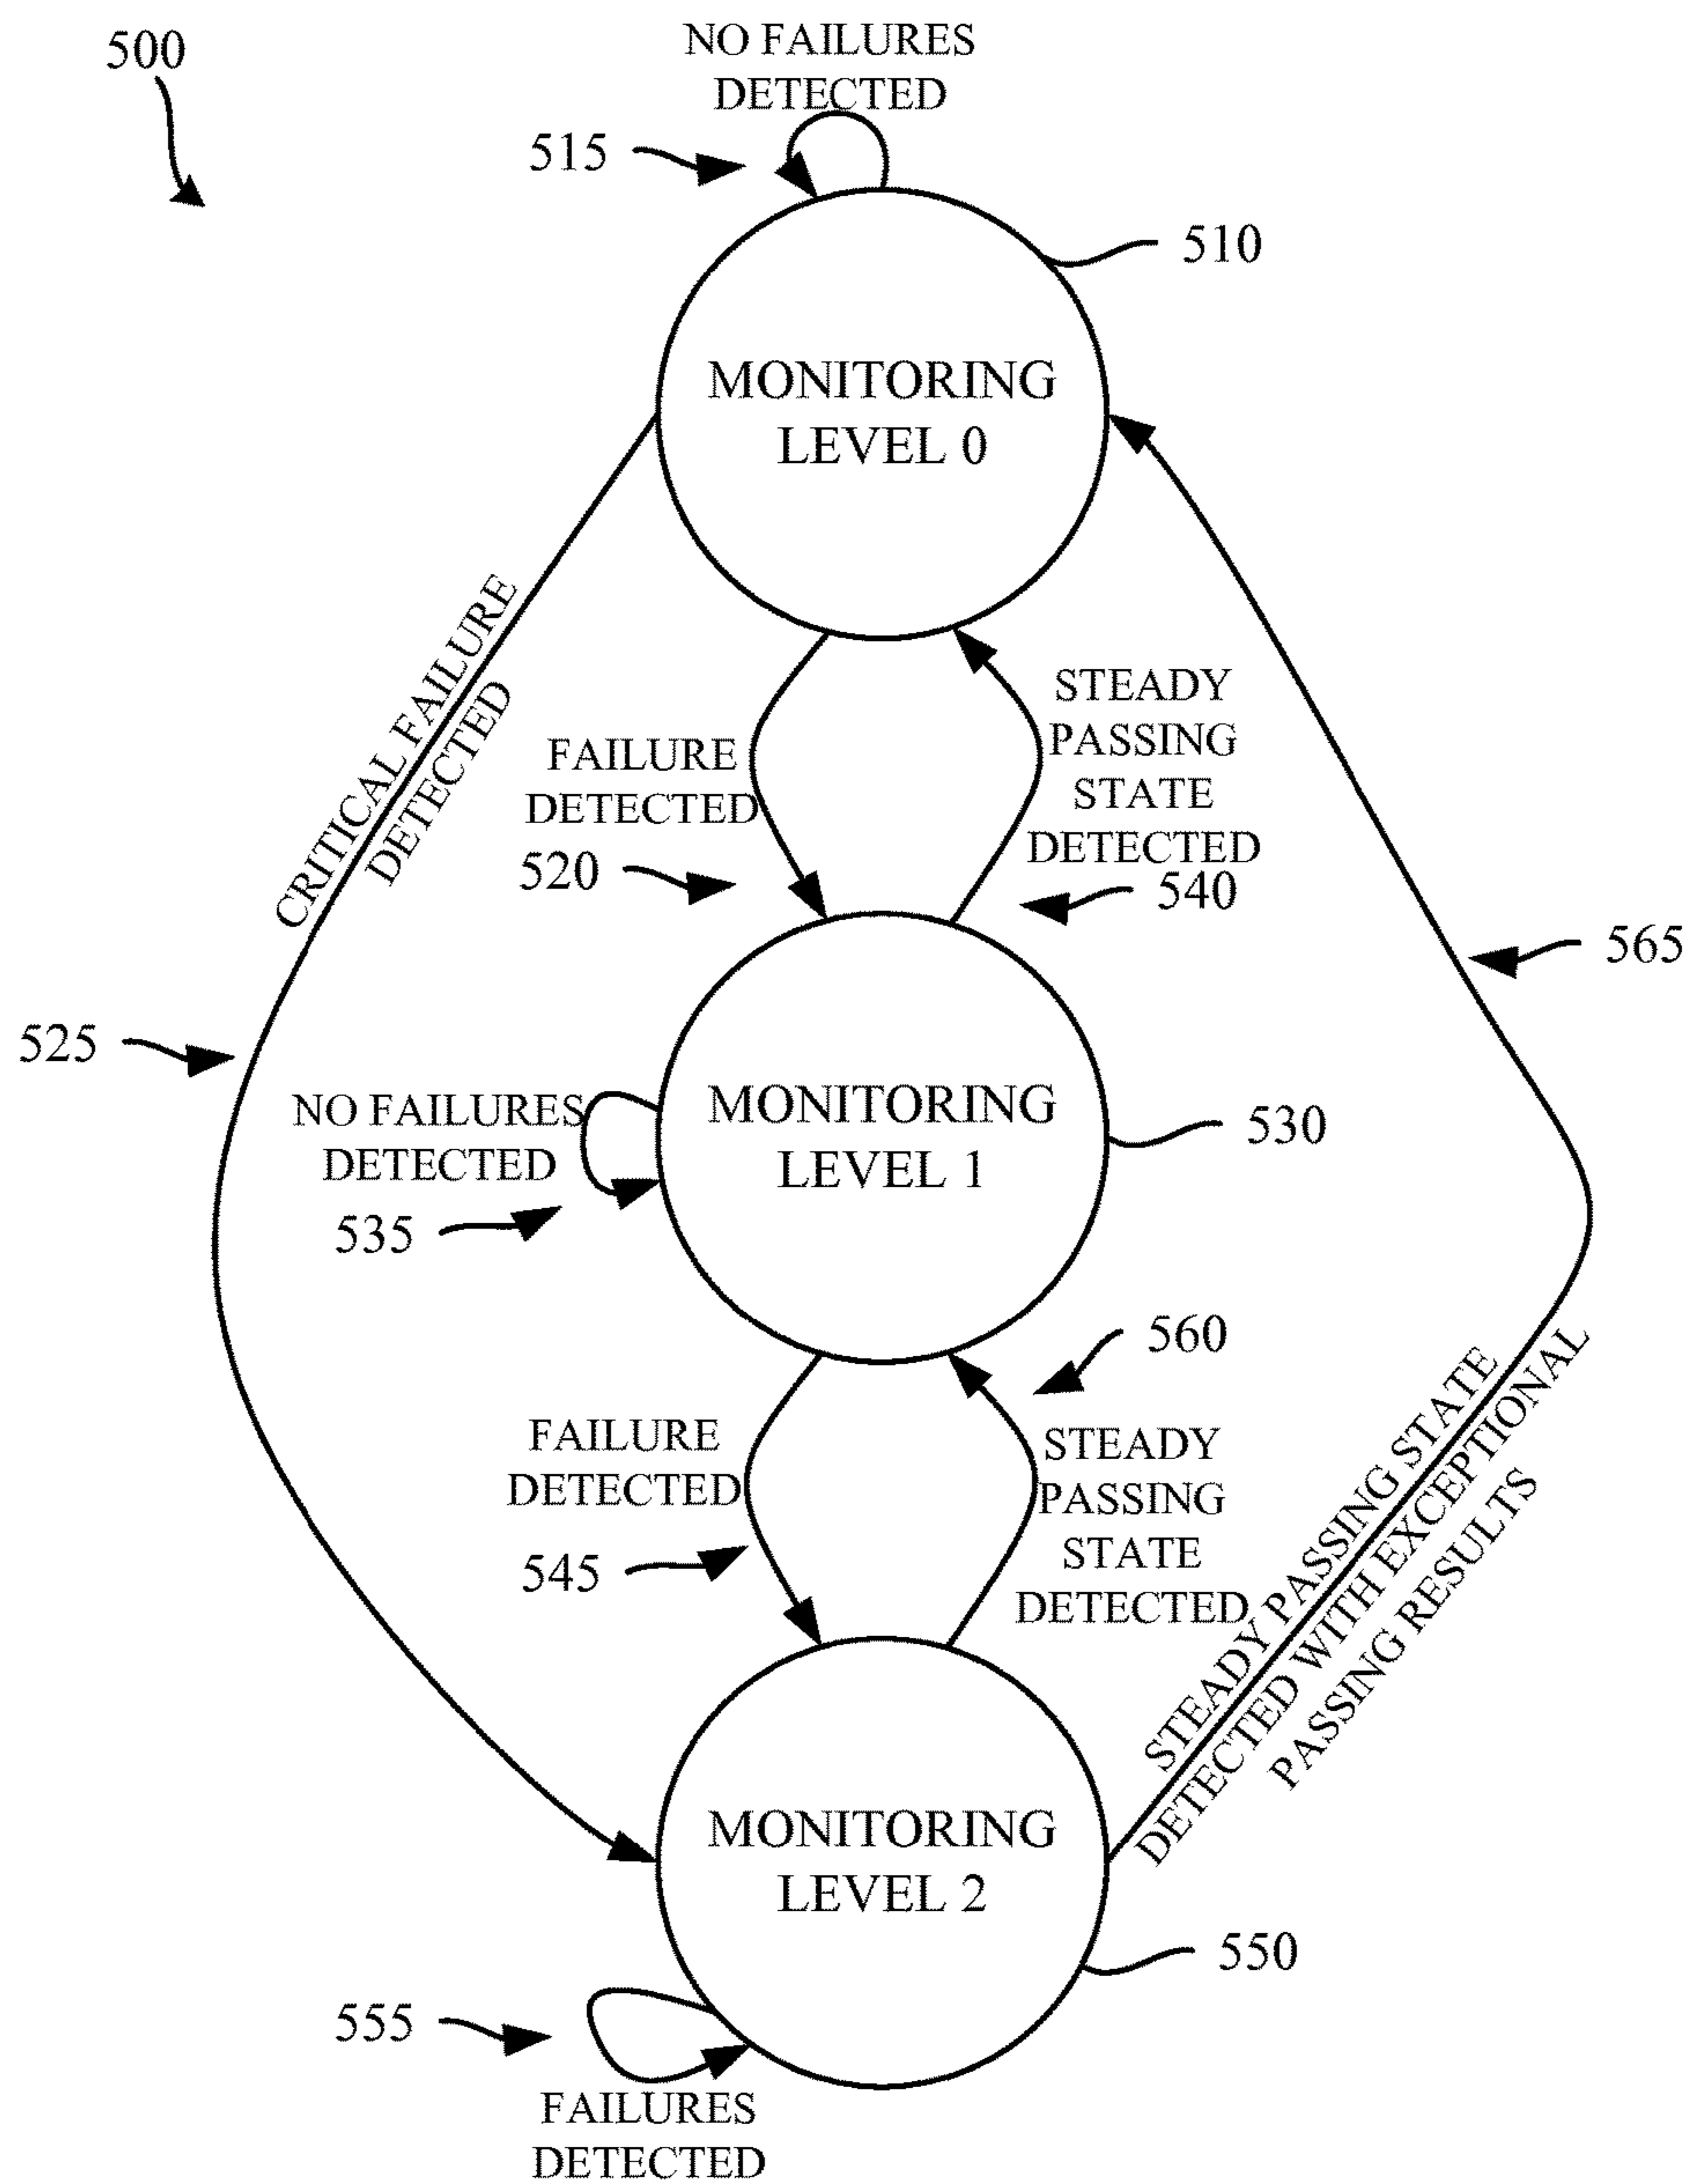 500
NO FAILURES
DETECTED
515
510
MONITORING
LEVEL 0
CRITICAL FAILURE
DETECTED
FAILURE
DETECTED
520
STEADY
PASSING
STATE
DETECTED
540
565
525
NO FAILURES
DETECTED
535
MONITORING
LEVEL 1
530
560
FAILURE
DETECTED
545
STEADY
PASSING
STATE
DETECTED
STEADY PASSING STATE
DETECTED WITH EXCEPTIONAL
PASSING RESULTS
MONITORING
LEVEL 2
550
555
FAILURES
DETECTED